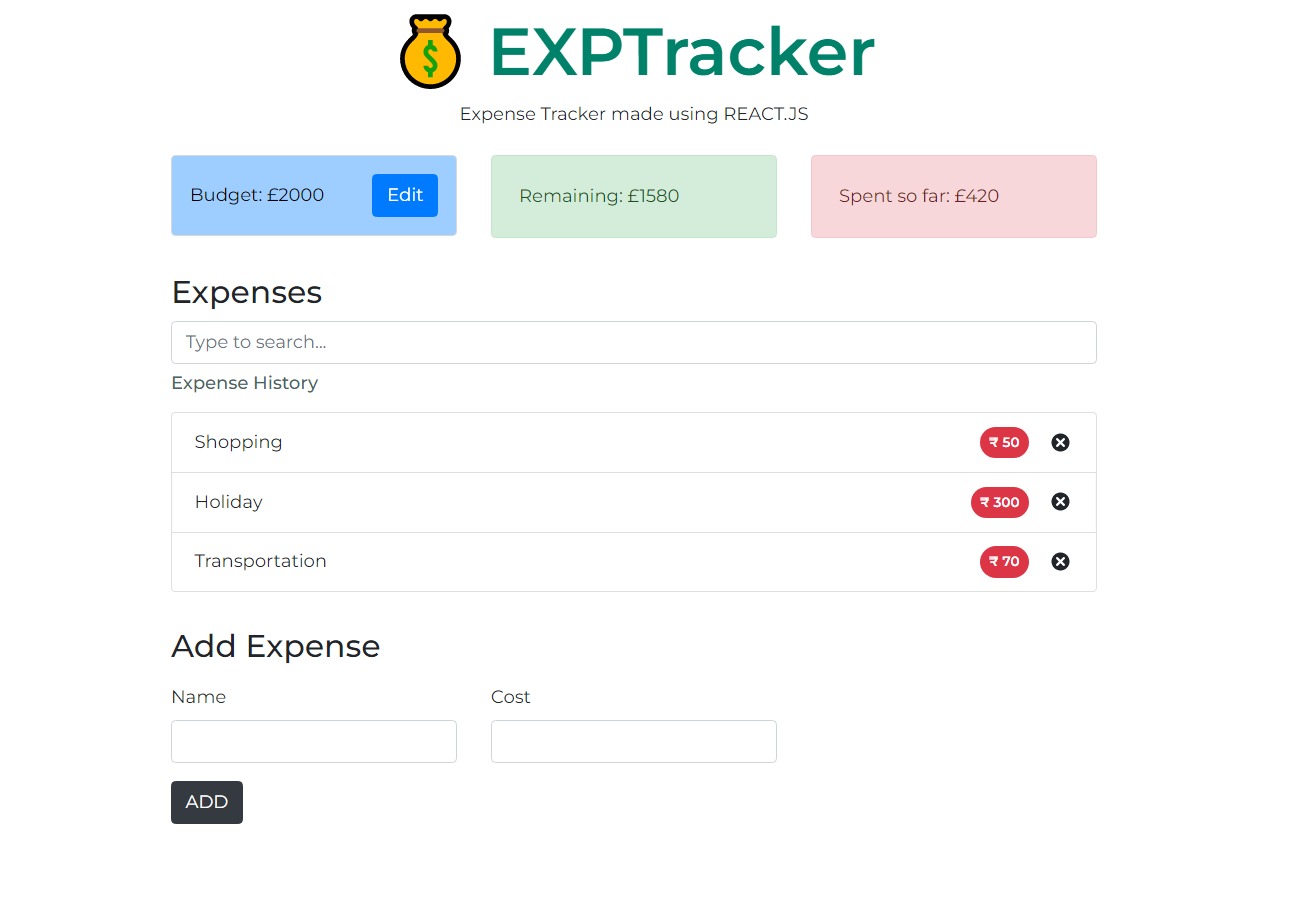 $ EXPTracker
Expense Tracker made using REACT.JS
Budget: £2000 Edit Remaining: £1580 Spent so far: £420
Expenses
Type to search...
Expense History
Shopping ₹ 50
Holiday ₹ 300
Transportation ₹ 70
Add Expense
Name Cost
ADD